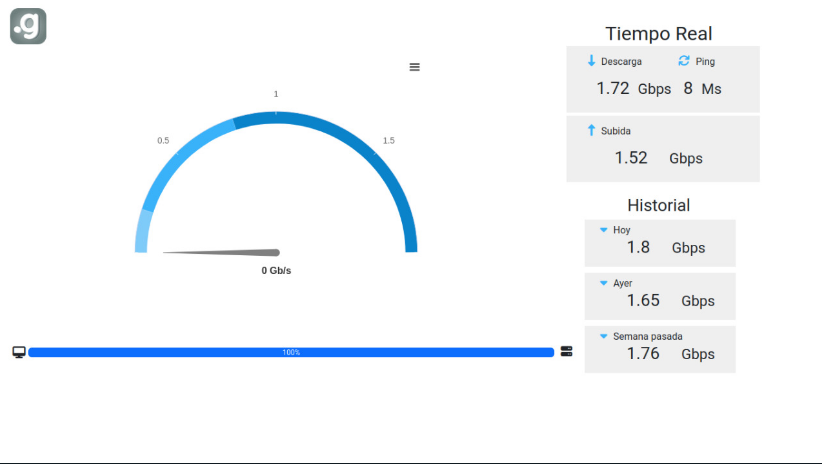 .g
Tiempo Real
Descarga Ping
1.72 Gbps 8 Ms
Subida
1.52 Gbps
0.5
1
1.5
0 Gb/s
100%
Historial
Hoy
1.8 Gbps
Ayer
1.65 Gbps
Semana pasada
1.76 Gbps